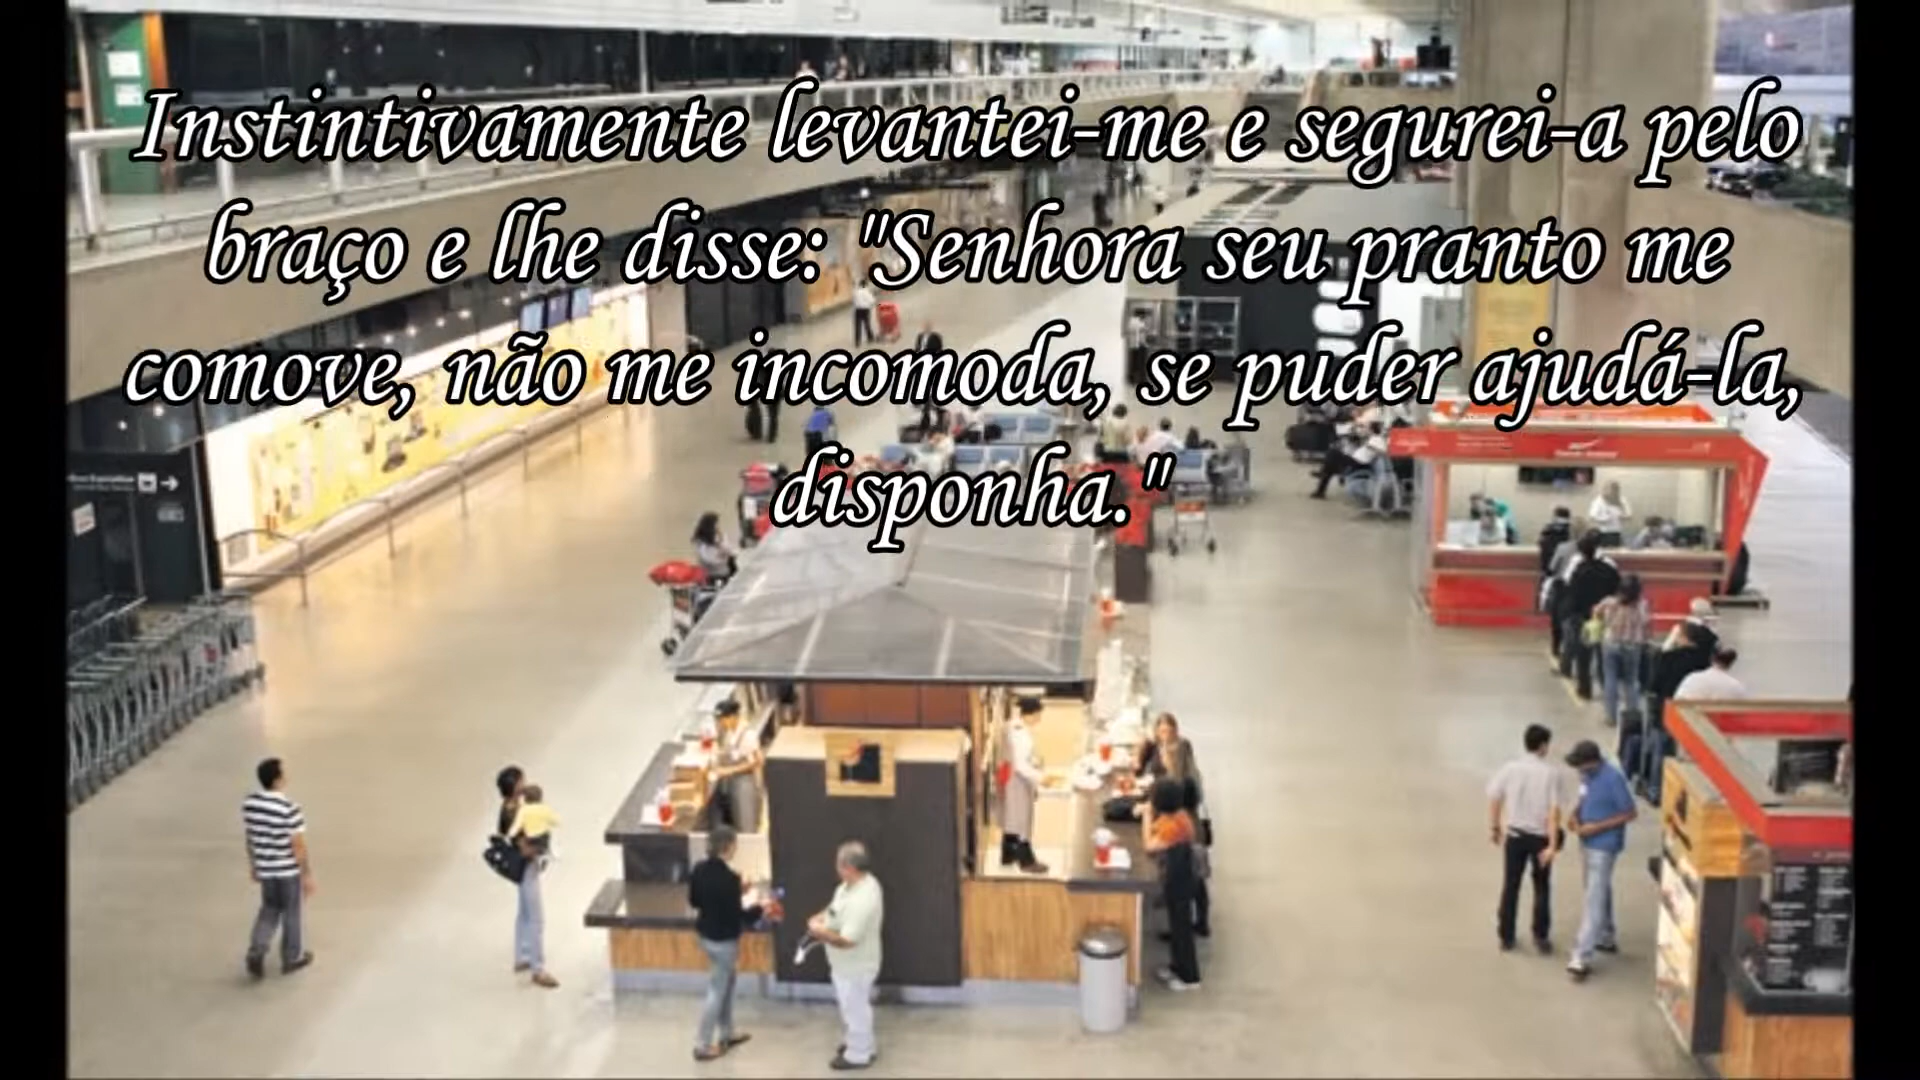 Instintivamente levantei-me e segurei-a pelo
braço e lhe disse: "Senhora seu pranto me
comove, não me incomoda, se puder ajudá-la,
disponha."